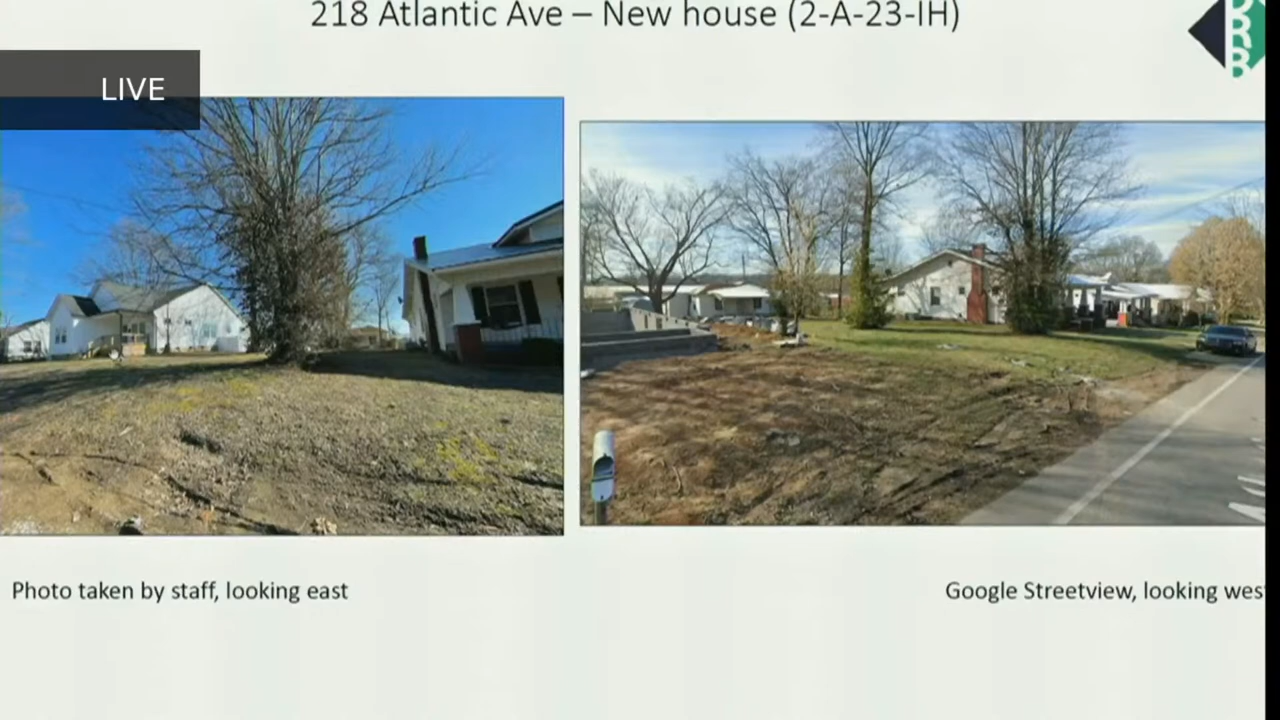 218 Atlantic Ave – New house (2-A-23-IH)
LIVE
Photo taken by staff, looking east
Google Streetview, looking wes